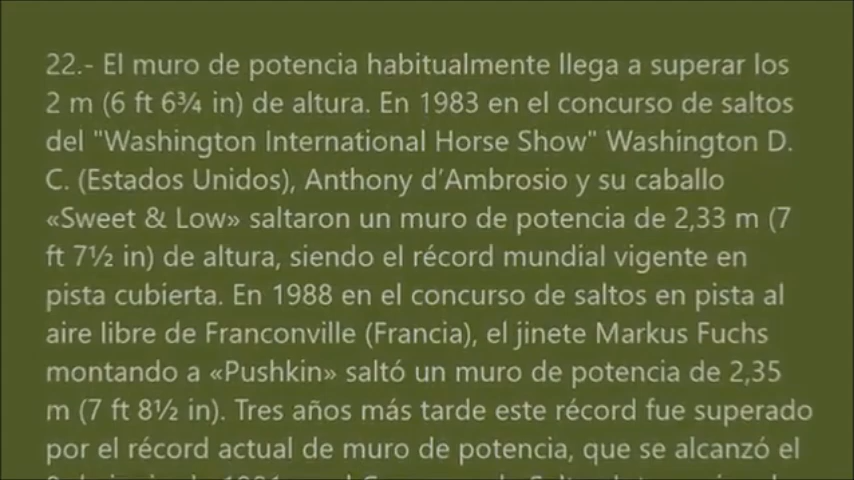 22.- El muro de potencia habitualmente llega a superar los
2 m (6 ft 6¾ in) de altura. En 1983 en el concurso de saltos
del "Washington International Horse Show" Washington D.
C. (Estados Unidos), Anthony d’Ambrosio y su caballo
«Sweet & Low» saltaron un muro de potencia de 2,33 m (7
ft 7½ in) de altura, siendo el récord mundial vigente en
pista cubierta. En 1988 en el concurso de saltos en pista al
aire libre de Franconville (Francia), el jinete Markus Fuchs
montando a «Pushkin» saltó un muro de potencia de 2,35
m (7 ft 8½ in). Tres años más tarde este récord fue superado
por el récord actual de muro de potencia, que se alcanzó el